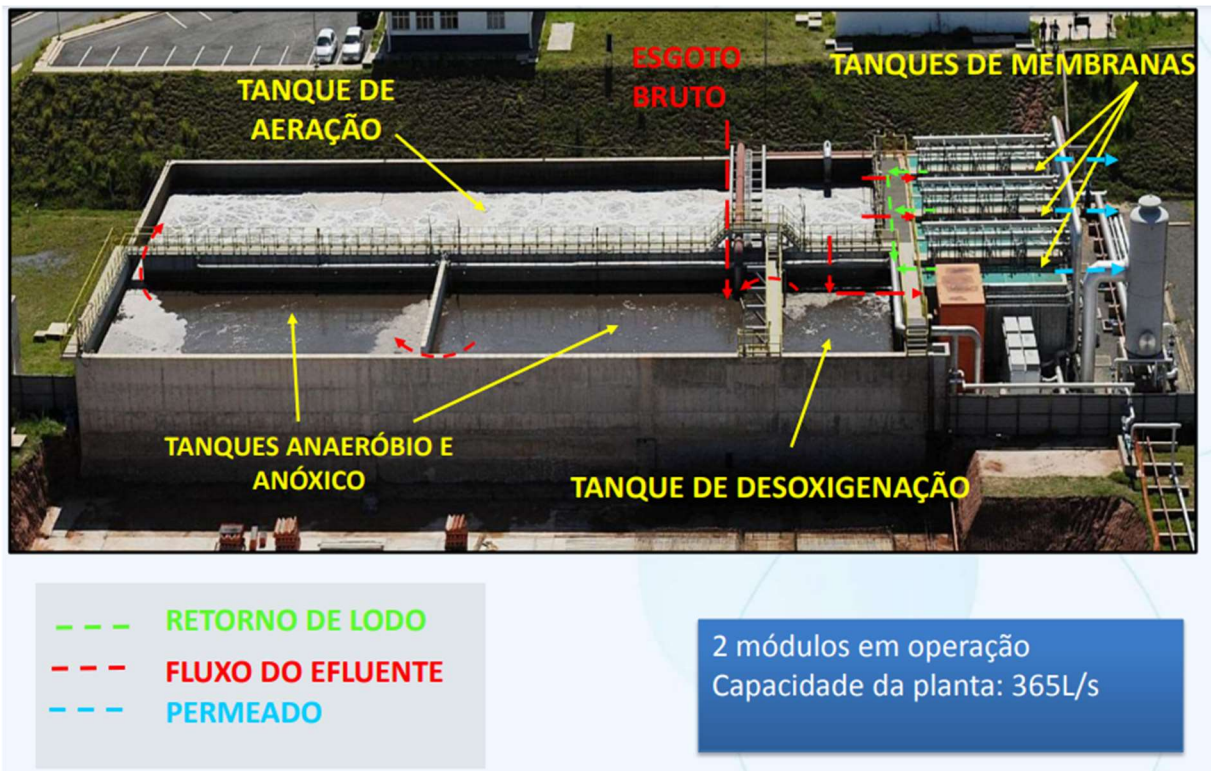 ESGOTO
BRUTO
TANQUES DE MEMBRANAS
TANQUE DE
AERAÇÃO
TANQUES ANAERÓBIO E
ANÓXICO
TANQUE DE DESOXIGENAÇÃO
RETORNO DE LODO
FLUXO DO EFLUENTE
PERMEADO
2 módulos em operação
Capacidade da planta: 365L/s